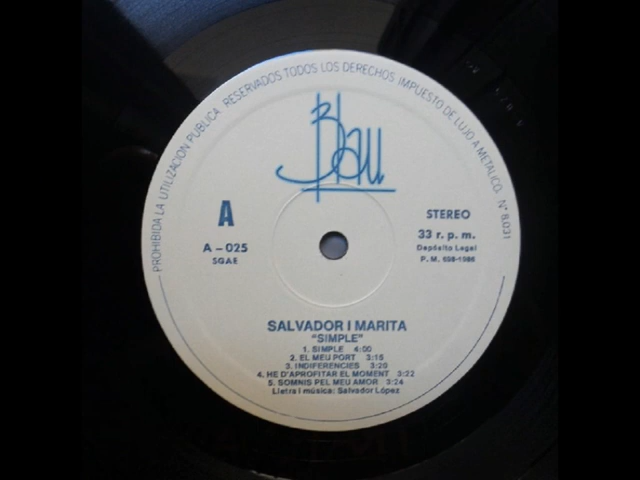 PROHIBIDA LA UTILIZACION PUBLICA RESERVADOS TODOS LOS DERECHOS IMPUESTO DE LUJO A METALICO. N° 8.031
Blau
A
A - 025
SGAE
STEREO
33 r. p. m.
Depósito Legal
P. M. 698-1986
SALVADOR I MARITA
"SIMPLE"
1. SIMPLE 4:00
2. EL MEU PORT 3:15
3. INDIFERENCIES 3:20
4. HE D'APROFITAR EL MOMENT 3:22
5. SOMNIS PEL MEU AMOR 3:24
Lletra i música: Salvador López